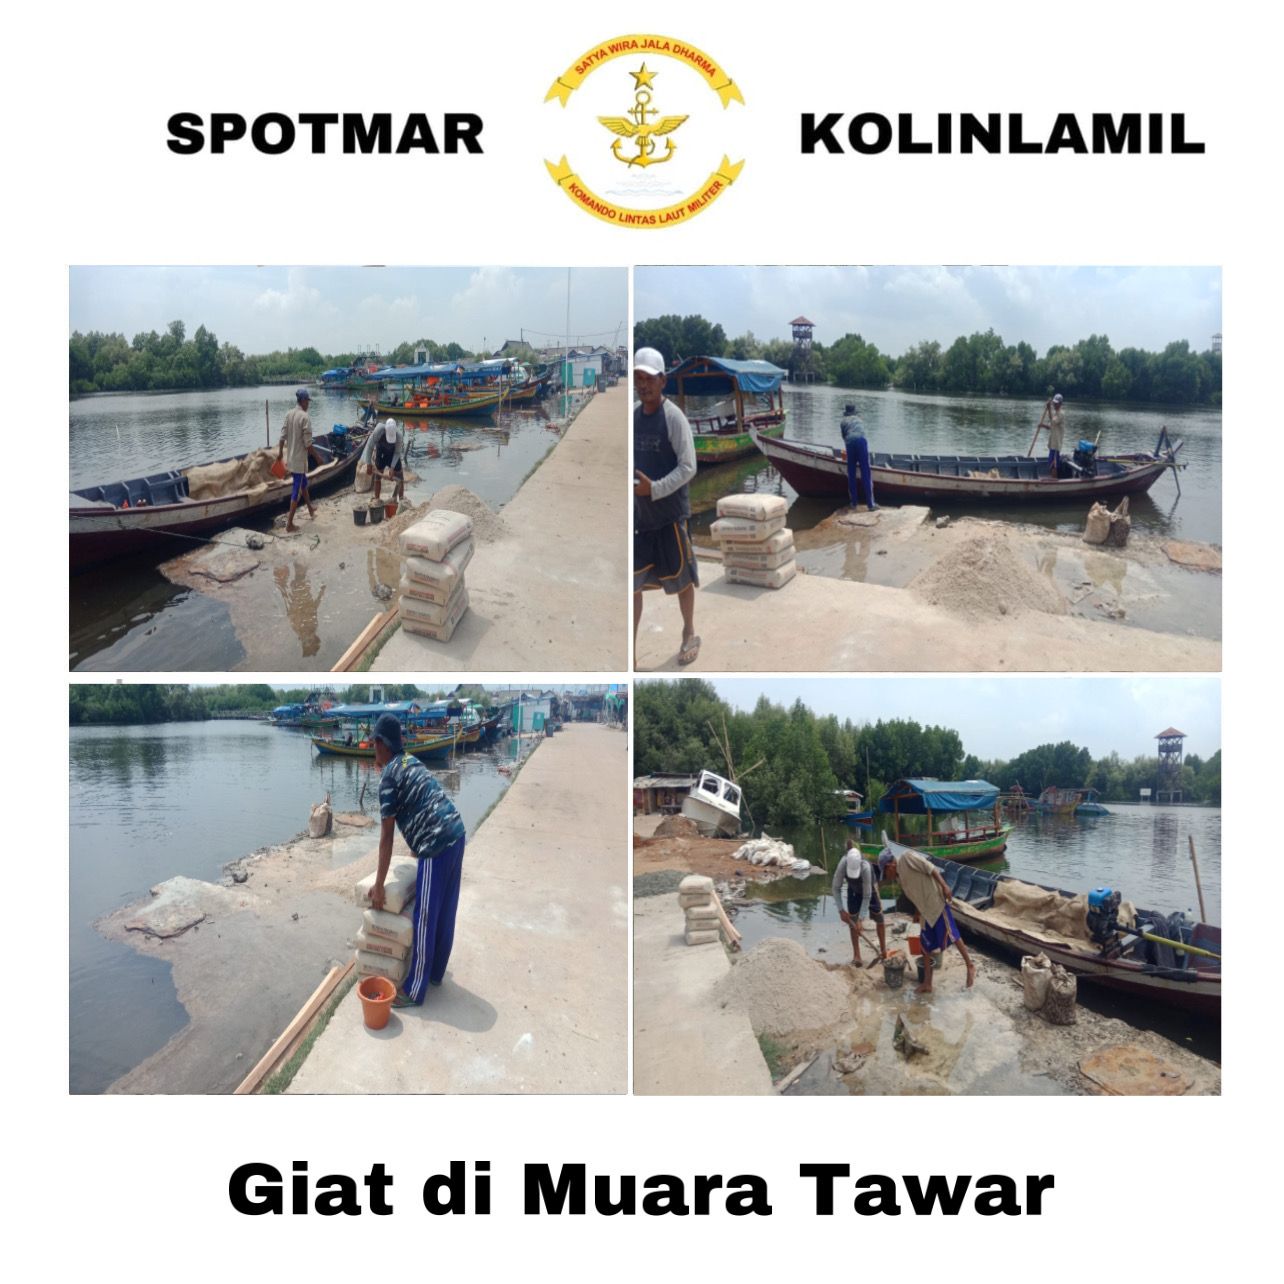 SPOTMAR
SATYA WIRA JALA DHARMA
KOMANDO LINTAS LAUT MILITER
KOLINLAMIL
Giat di Muara Tawar